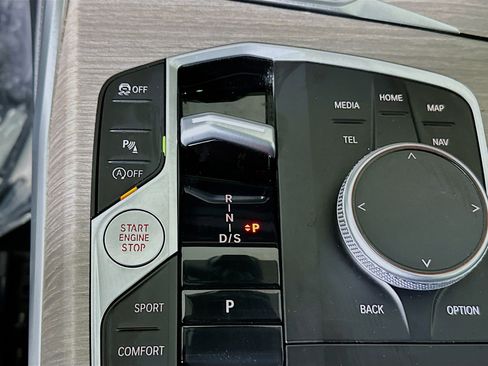 OFF
P
A OFF
START
ENGINE
STOP
SPORT
COMFORT
R
N
D/S
P
P
MEDIA
HOME
MAP
TEL
NAV
BACK
OPTION